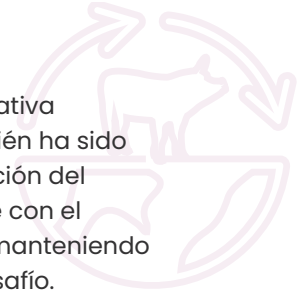 ativa
ién ha sido
ción del
e con el
manteniendo
safío.